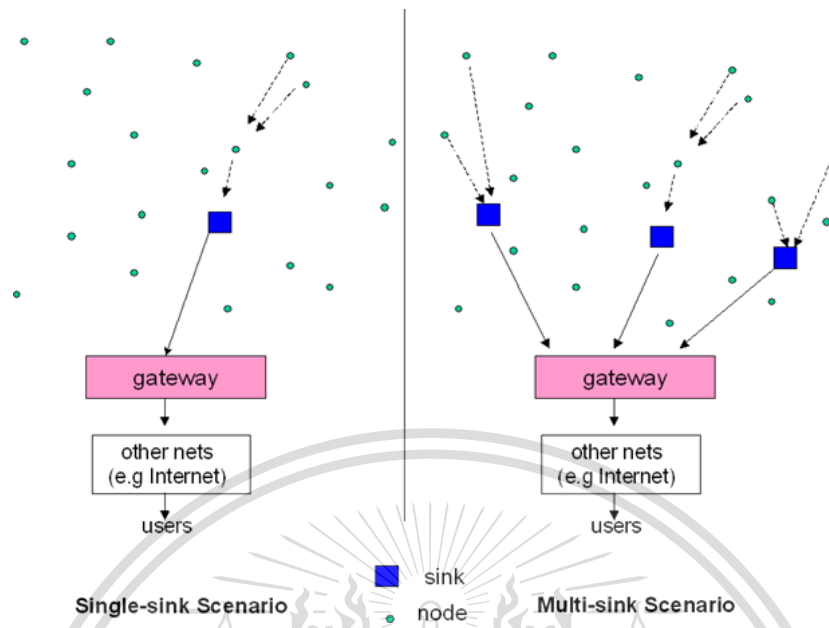 gateway
other nets
(e.g Internet)
users
gateway
other nets
(e.g Internet)
users
sink
node
Single-sink Scenario
Multi-sink Scenario